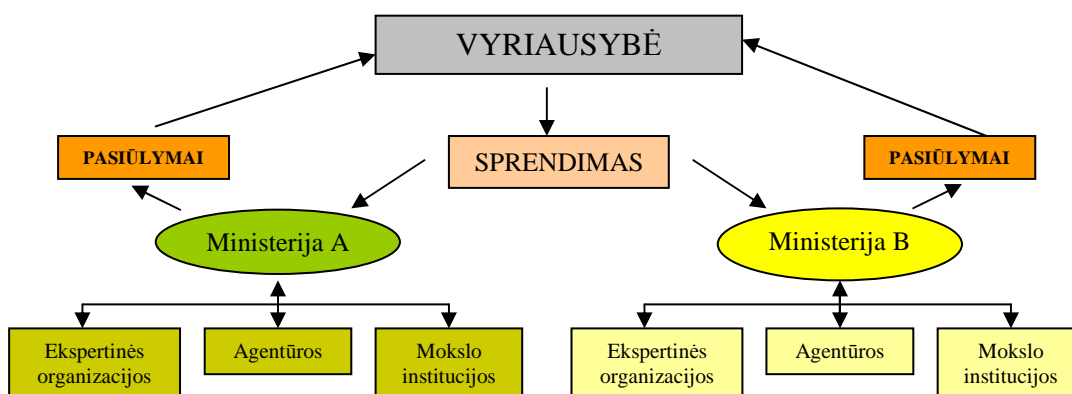 VYRIAUSYBĖ
PASIŪLYMAI
SPRENDIMAS
PASIŪLYMAI
Ministerija A
Ministerija B
Ekspertinės
organizacijos
Agentūros
Mokslo
institucijos
Ekspertinės
organizacijos
Agentūros
Mokslo
institucijos